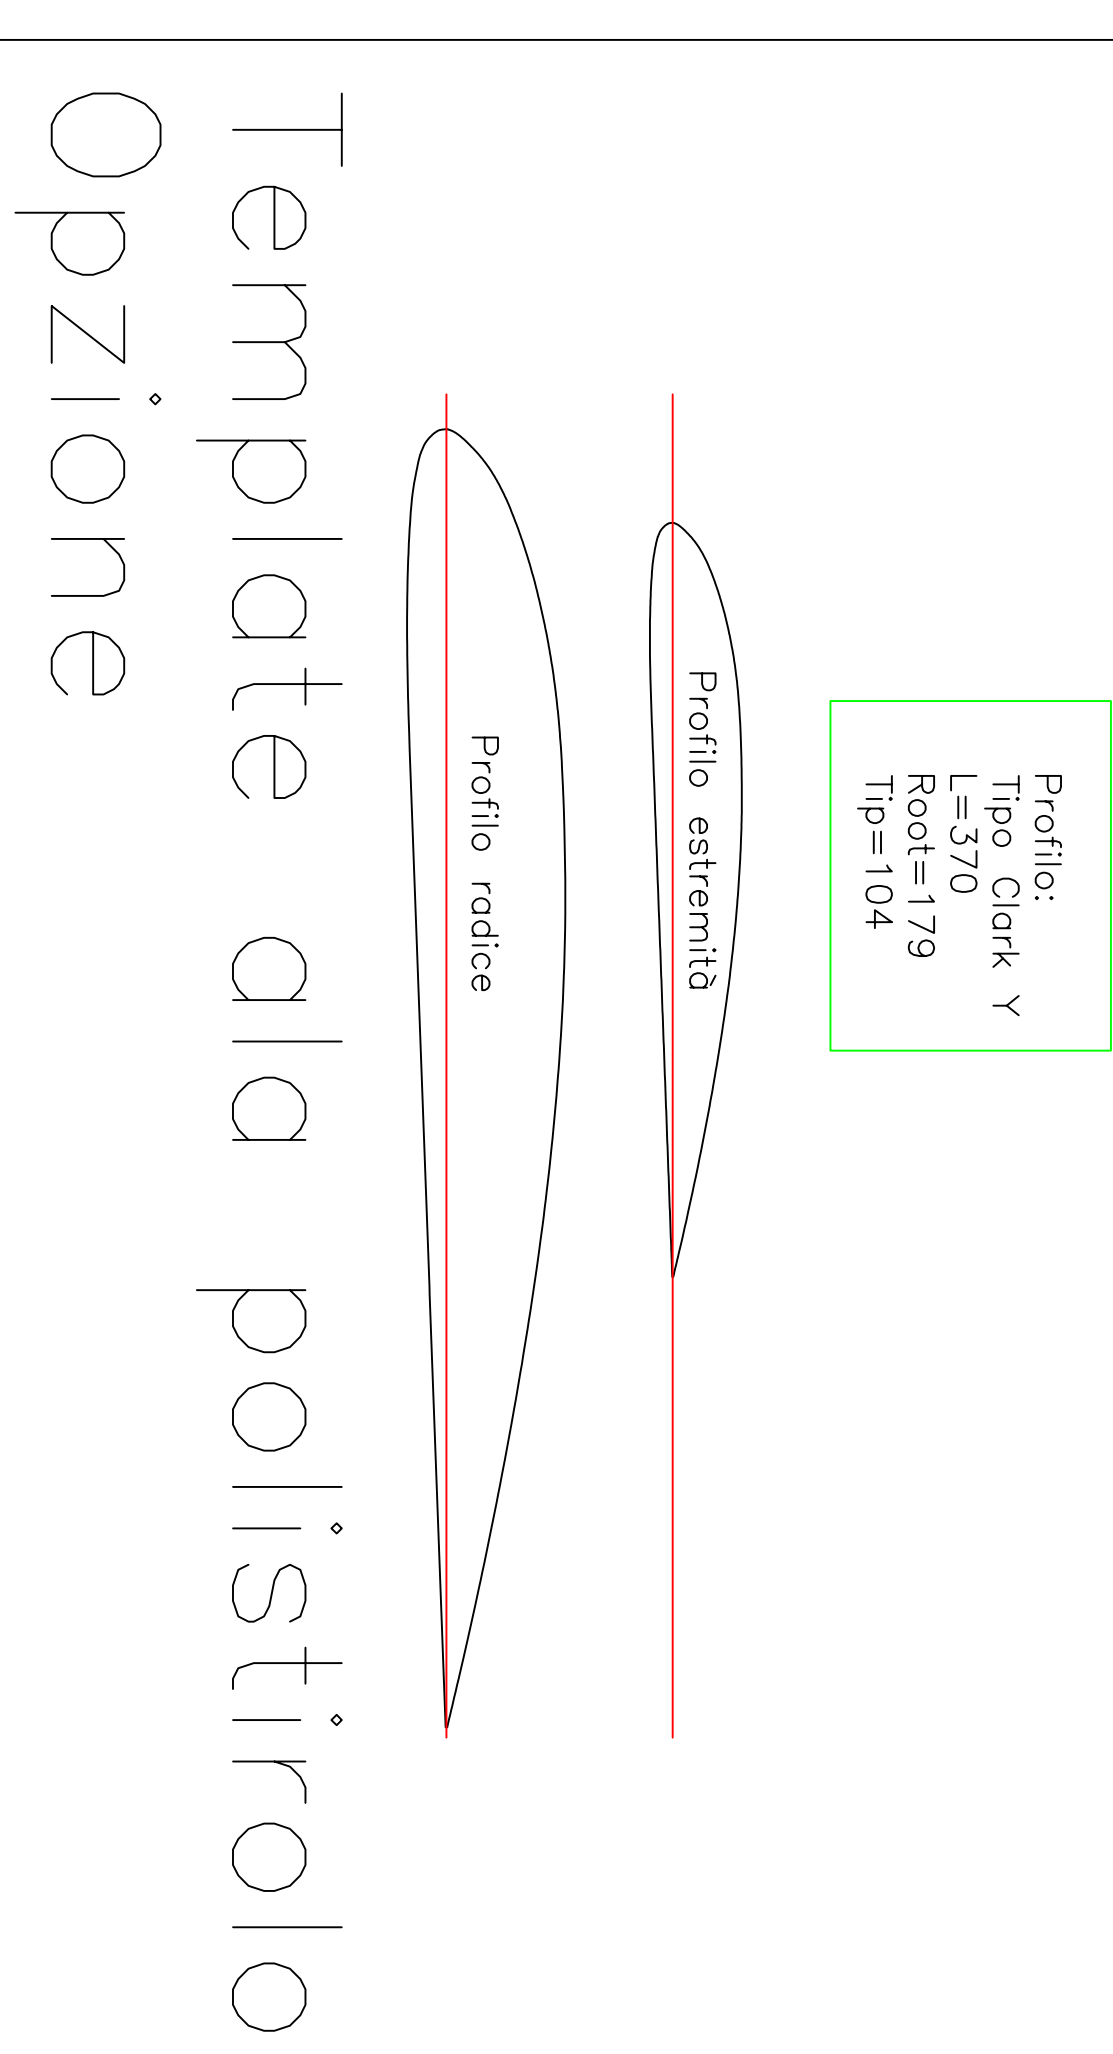 Profilo:
Tipo Clark Y
L=370
Root=179
Tip=104
Profilo estremità
Profilo radice
Template ala polistirolo
Opzione